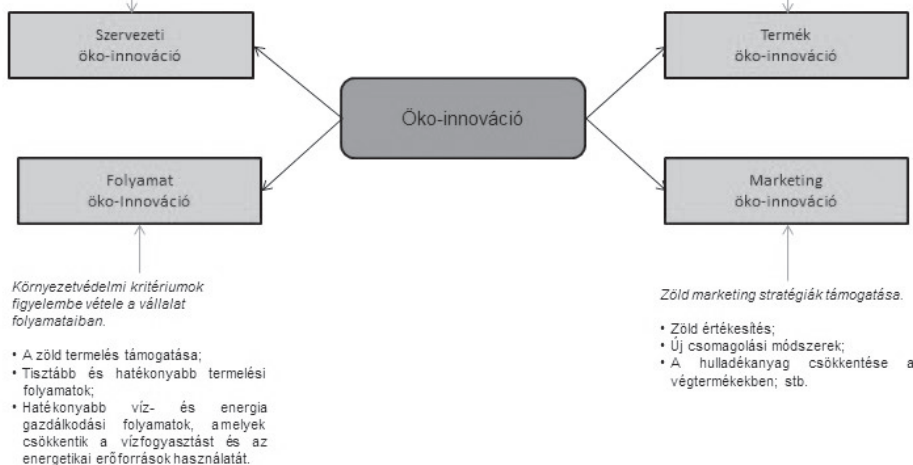 Szervezeti
öko-innováció
Termék
öko-innováció
Öko-innováció
Folyamat
öko-Innováció
Marketing
öko-innováció
Környezetvédelmi kritériumok
figyelembe vétele a vállalat
folyamataiban.
• A zöld termelés támogatása;
• Tisztább és hatékonyabb termelési
folyamatok;
• Hatékonyabb víz- és energia
gazdálkodási folyamatok, amelyek
csökkentik a vízfogyasztást és az
energetikai erőforrások használatát.
Zöld marketing stratégiák támogatása.
• Zöld értékesítés;
• Új csomagolási módszerek;
• A hulladékanyag csökkentése a
végtermékekben; stb.